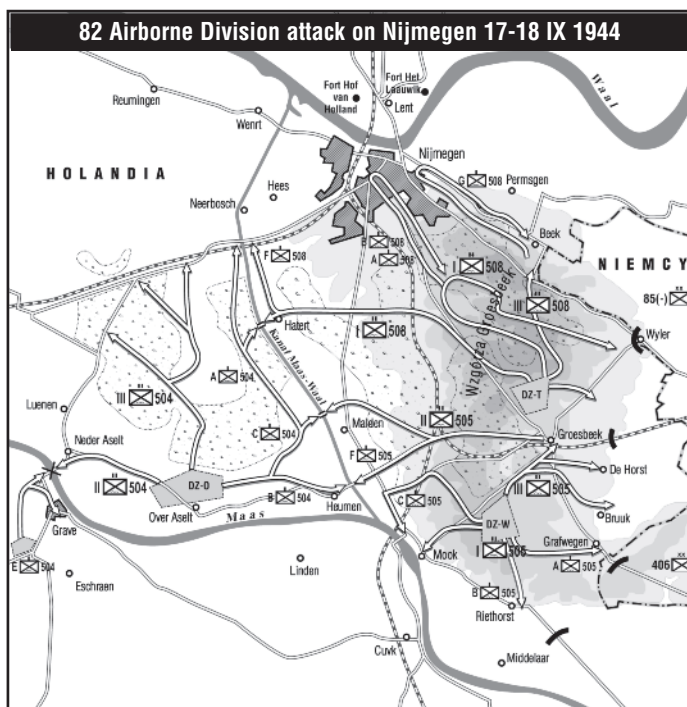 82 Airborne Division attack on Nijmegen 17-18 IX 1944
Fort Hof
van
Holland
Fort Het
Laauwik
Lent
Waal
Reumingen
Wenrt
HOLANDIA
Nijmegen
Hees
G 508
Permsgen
Neerbosch
Beek
B 508
A 508
F 508
I 508
NIEMCY
85(-)
III 508
Wzgórza Groesbeek
Hatert
I 508
Wyler
Kanał Maas-Waal
A 504
III 504
DZ-T
Luenen
II 505
C 504
Malden
Groesbeek
Neder Aselt
F 505
De Horst
II 504
DZ-D
B 504
Heumen
III 505
Over Aselt
Maas
C 505
DZ-W
Bruuk
Grave
Grafwegen
Mook
I 505
406
E 504
Linden
A 505
Eschraen
B 505
Riethorst
Cuvk
Middelaar